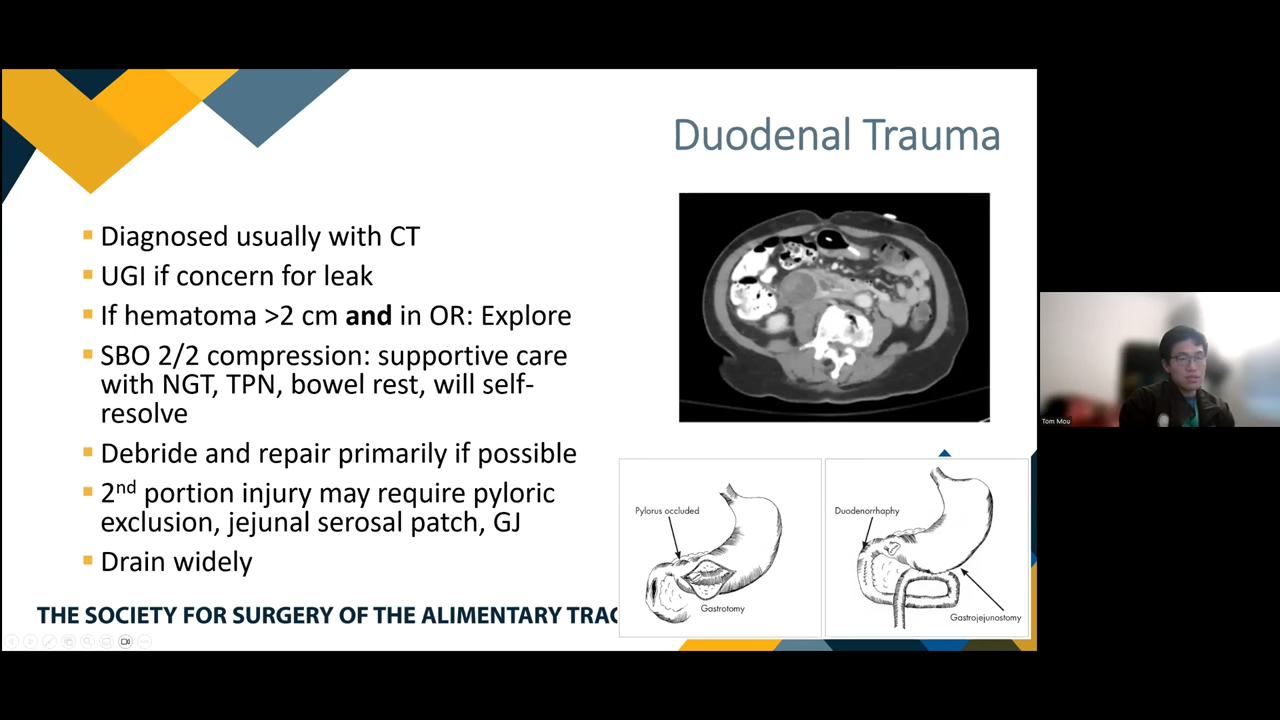 Duodenal Trauma
Diagnosed usually with CT
UGI if concern for leak
If hematoma >2 cm and in OR: Explore
SBO 2/2 compression: supportive care
with NGT, TPN, bowel rest, will self-
resolve
Debride and repair primarily if possible
2nd portion injury may require pyloric
exclusion, jejunal serosal patch, GJ
Drain widely
Pylorus occluded
Gastrotomy
Duodenorrhaphy
Gastrojejunostomy
THE SOCIETY FOR SURGERY OF THE ALIMENTARY TRAC
Tom Mou